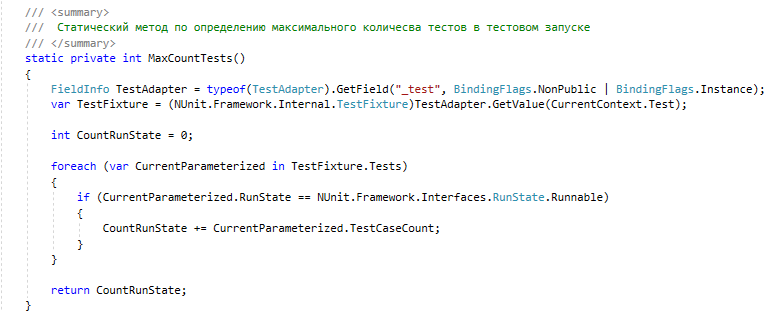 /// <summary>
/// Статический метод по определению максимального количесва тестов в тестовом запуске
/// </summary>
static private int MaxCountTests()
{
FieldInfo TestAdapter = typeof(TestAdapter).GetField("_test", BindingFlags.NonPublic | BindingFlags.Instance);
var TestFixture = (NUnit.Framework.Internal.TestFixture)TestAdapter.GetValue(CurrentContext.Test);
int CountRunState = 0;
foreach (var CurrentParameterized in TestFixture.Tests)
{
if (CurrentParameterized.RunState == NUnit.Framework.Interfaces.RunState.Runnable)
{
CountRunState += CurrentParameterized.TestCaseCount;
}
}
return CountRunState;
}